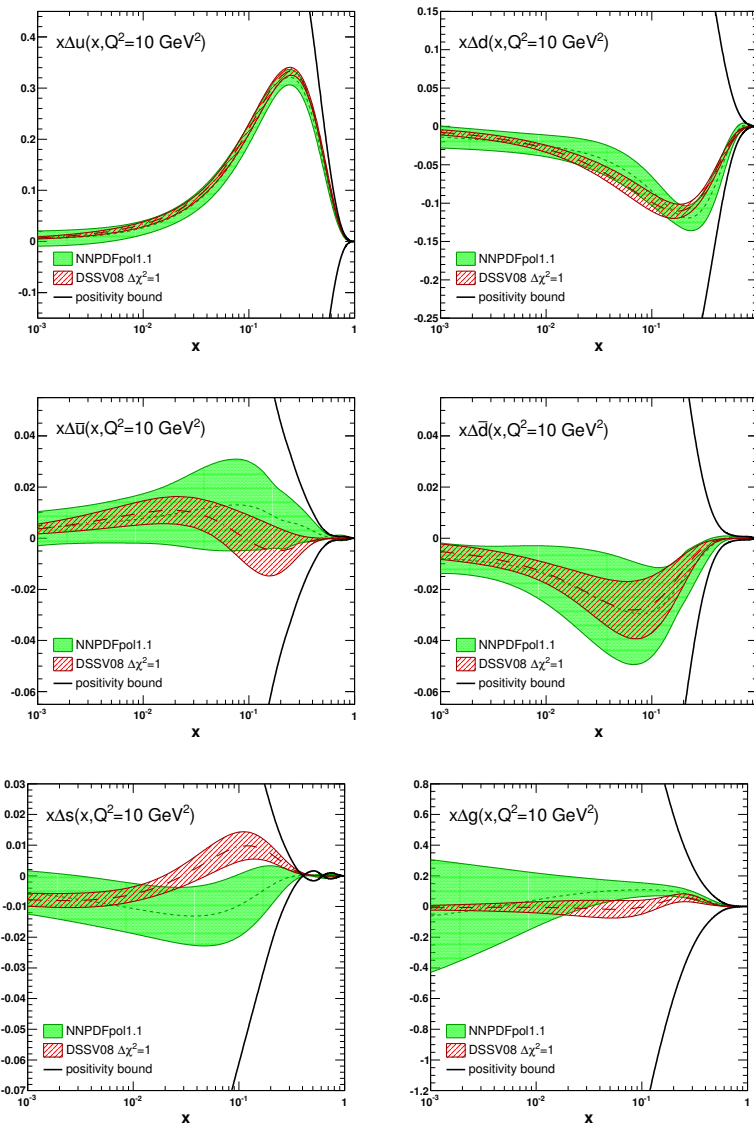 xΔu(x,Q²=10 GeV²)
0.4
0.3
0.2
0.1
0
-0.1
NNPDFpol1.1
DSSV08 Δχ²=1
positivity bound
10⁻³ 10⁻² 10⁻¹ 1
x
xΔd(x,Q²=10 GeV²)
0.15
0.1
0.05
0
-0.05
-0.10
-0.15
-0.2
-0.25
NNPDFpol1.1
DSSV08 Δχ²=1
positivity bound
10⁻³ 10⁻² 10⁻¹
x
xΔū(x,Q²=10 GeV²)
0.04
0.02
0
-0.02
-0.04
-0.06
NNPDFpol1.1
DSSV08 Δχ²=1
positivity bound
10⁻³ 10⁻² 10⁻¹ 1
x
xΔd̄(x,Q²=10 GeV²)
0.04
0.02
0
-0.02
-0.04
-0.06
NNPDFpol1.1
DSSV08 Δχ²=1
positivity bound
10⁻³ 10⁻² 10⁻¹
x
xΔs(x,Q²=10 GeV²)
0.03
0.02
0.01
0
-0.01
-0.02
-0.03
-0.04
-0.05
-0.06
-0.07
NNPDFpol1.1
DSSV08 Δχ²=1
positivity bound
10⁻³ 10⁻² 10⁻¹ 1
x
xΔg(x,Q²=10 GeV²)
0.8
0.6
0.4
0.2
0
-0.2
-0.4
-0.6
-0.8
-1
-1.2
NNPDFpol1.1
DSSV08 Δχ²=1
positivity bound
10⁻³ 10⁻² 10⁻¹ 1
x